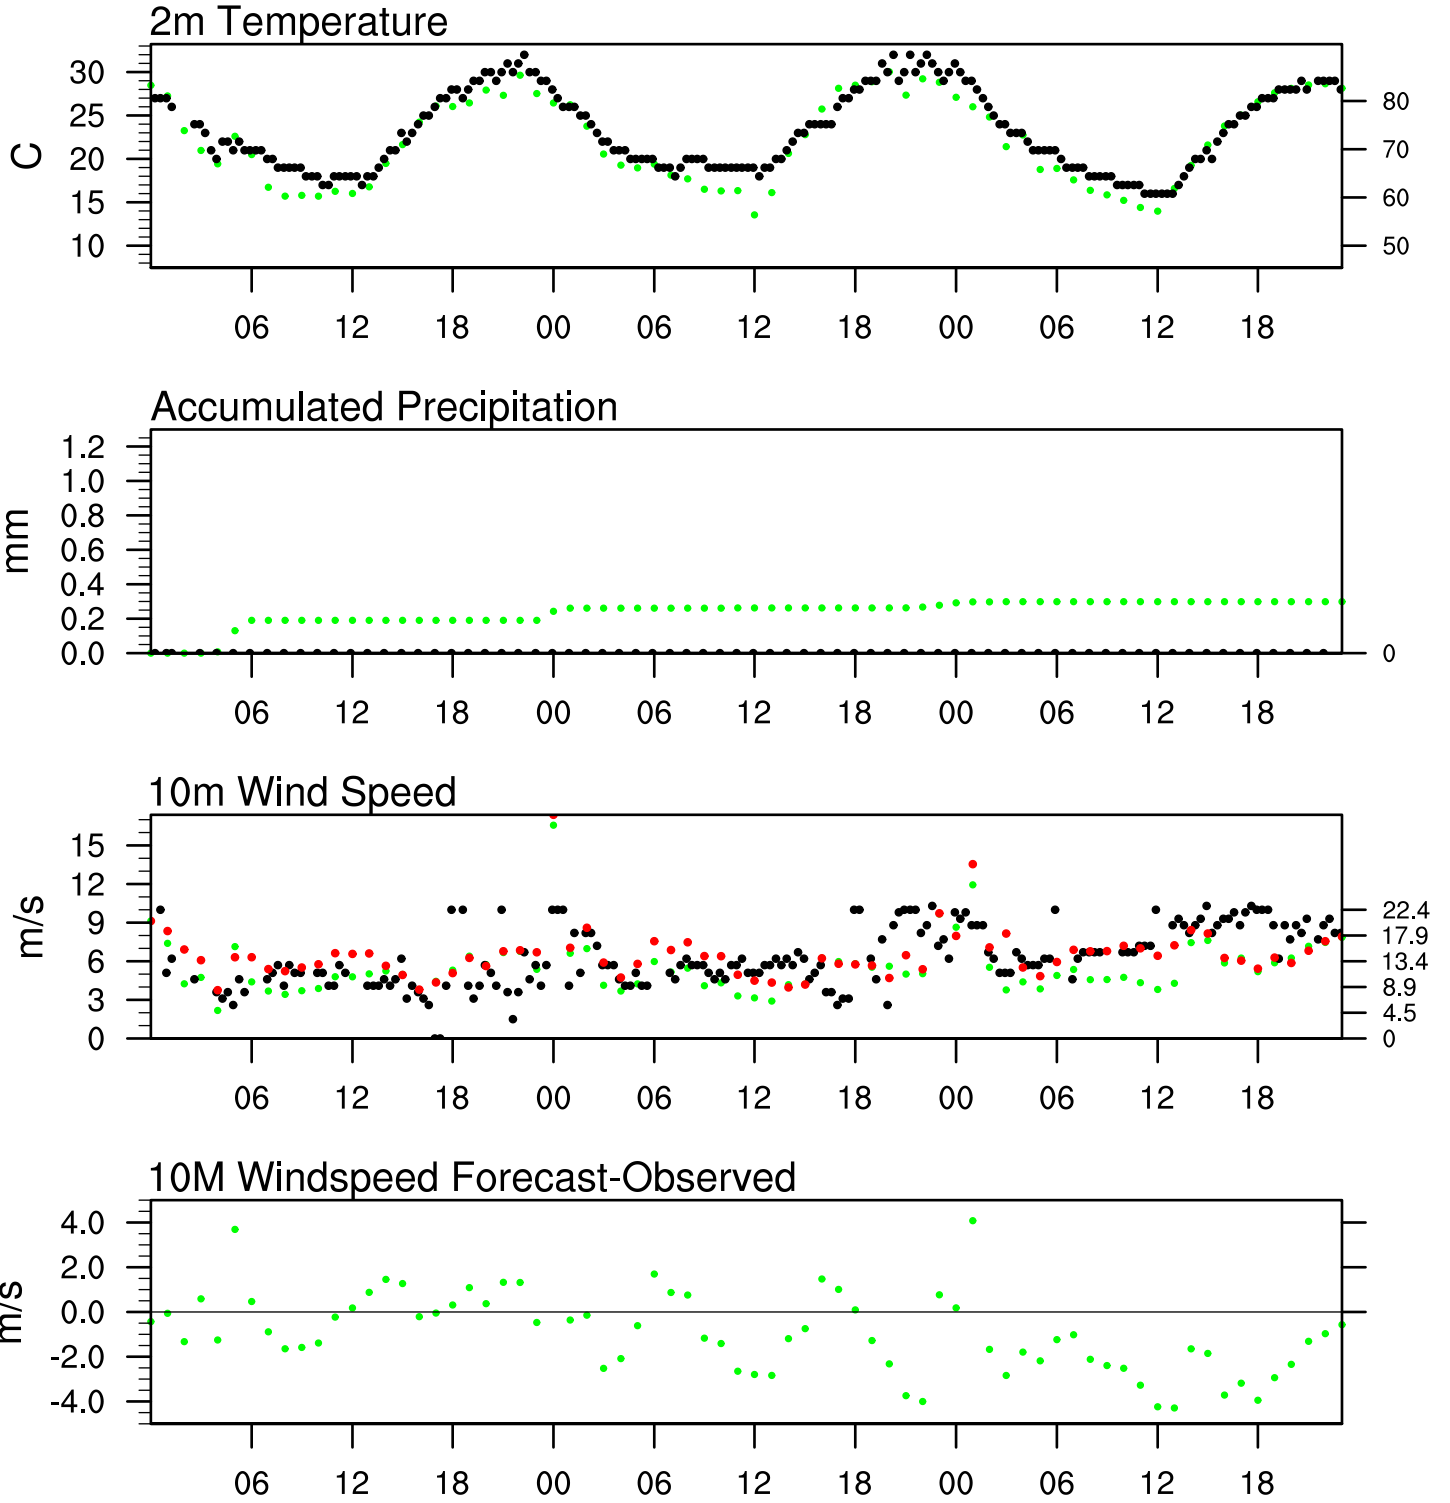 2m Temperature
30
25
20
15
10
C
80
70
60
50
06 12 18 00 06 12 18 00 06 12 18
Accumulated Precipitation
1.2
1.0
0.8
0.6
0.4
0.2
0.0
mm
0
06 12 18 00 06 12 18 00 06 12 18
10m Wind Speed
15
12
9
6
3
0
m/s
22.4
17.9
13.4
8.9
4.5
0
06 12 18 00 06 12 18 00 06 12 18
10M Windspeed Forecast-Observed
4.0
2.0
0.0
-2.0
-4.0
m/s
06 12 18 00 06 12 18 00 06 12 18